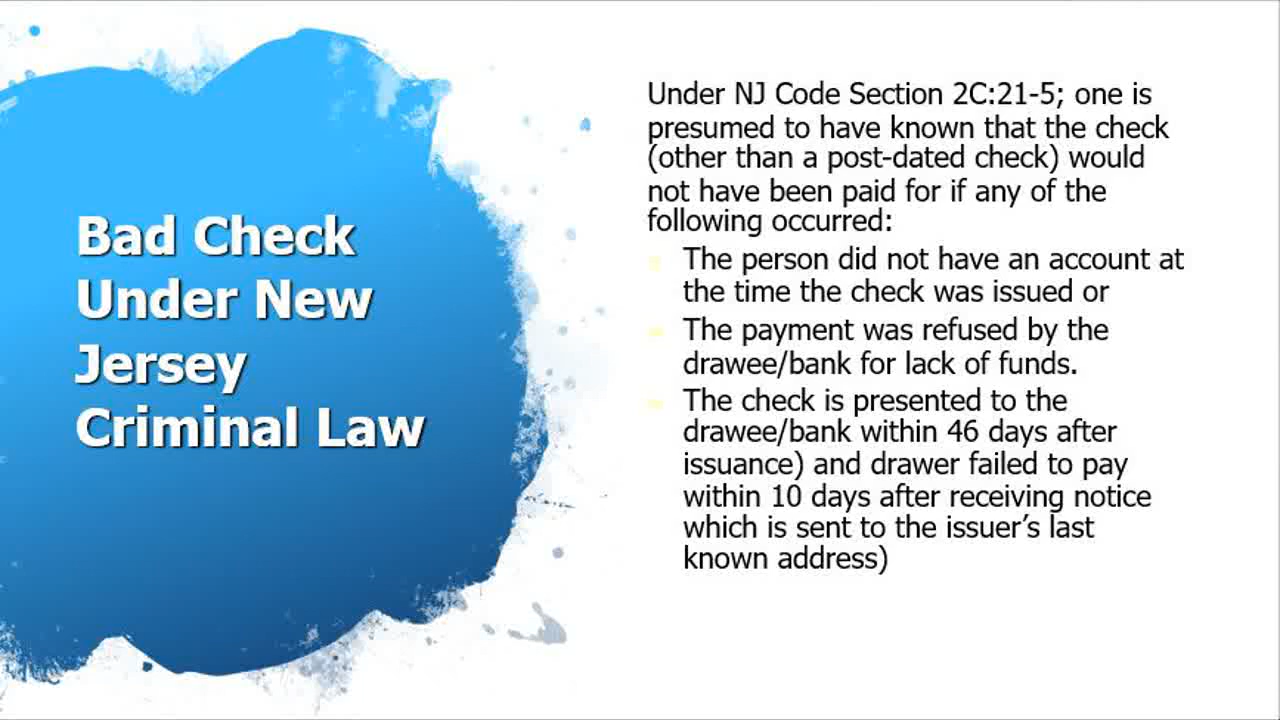 Bad Check
Under New
Jersey
Criminal Law
Under NJ Code Section 2C:21-5; one is
presumed to have known that the check
(other than a post-dated check) would
not have been paid for if any of the
following occurred:
The person did not have an account at
the time the check was issued or
The payment was refused by the
drawee/bank for lack of funds.
The check is presented to the
drawee/bank within 46 days after
issuance) and drawer failed to pay
within 10 days after receiving notice
which is sent to the issuer’s last
known address)